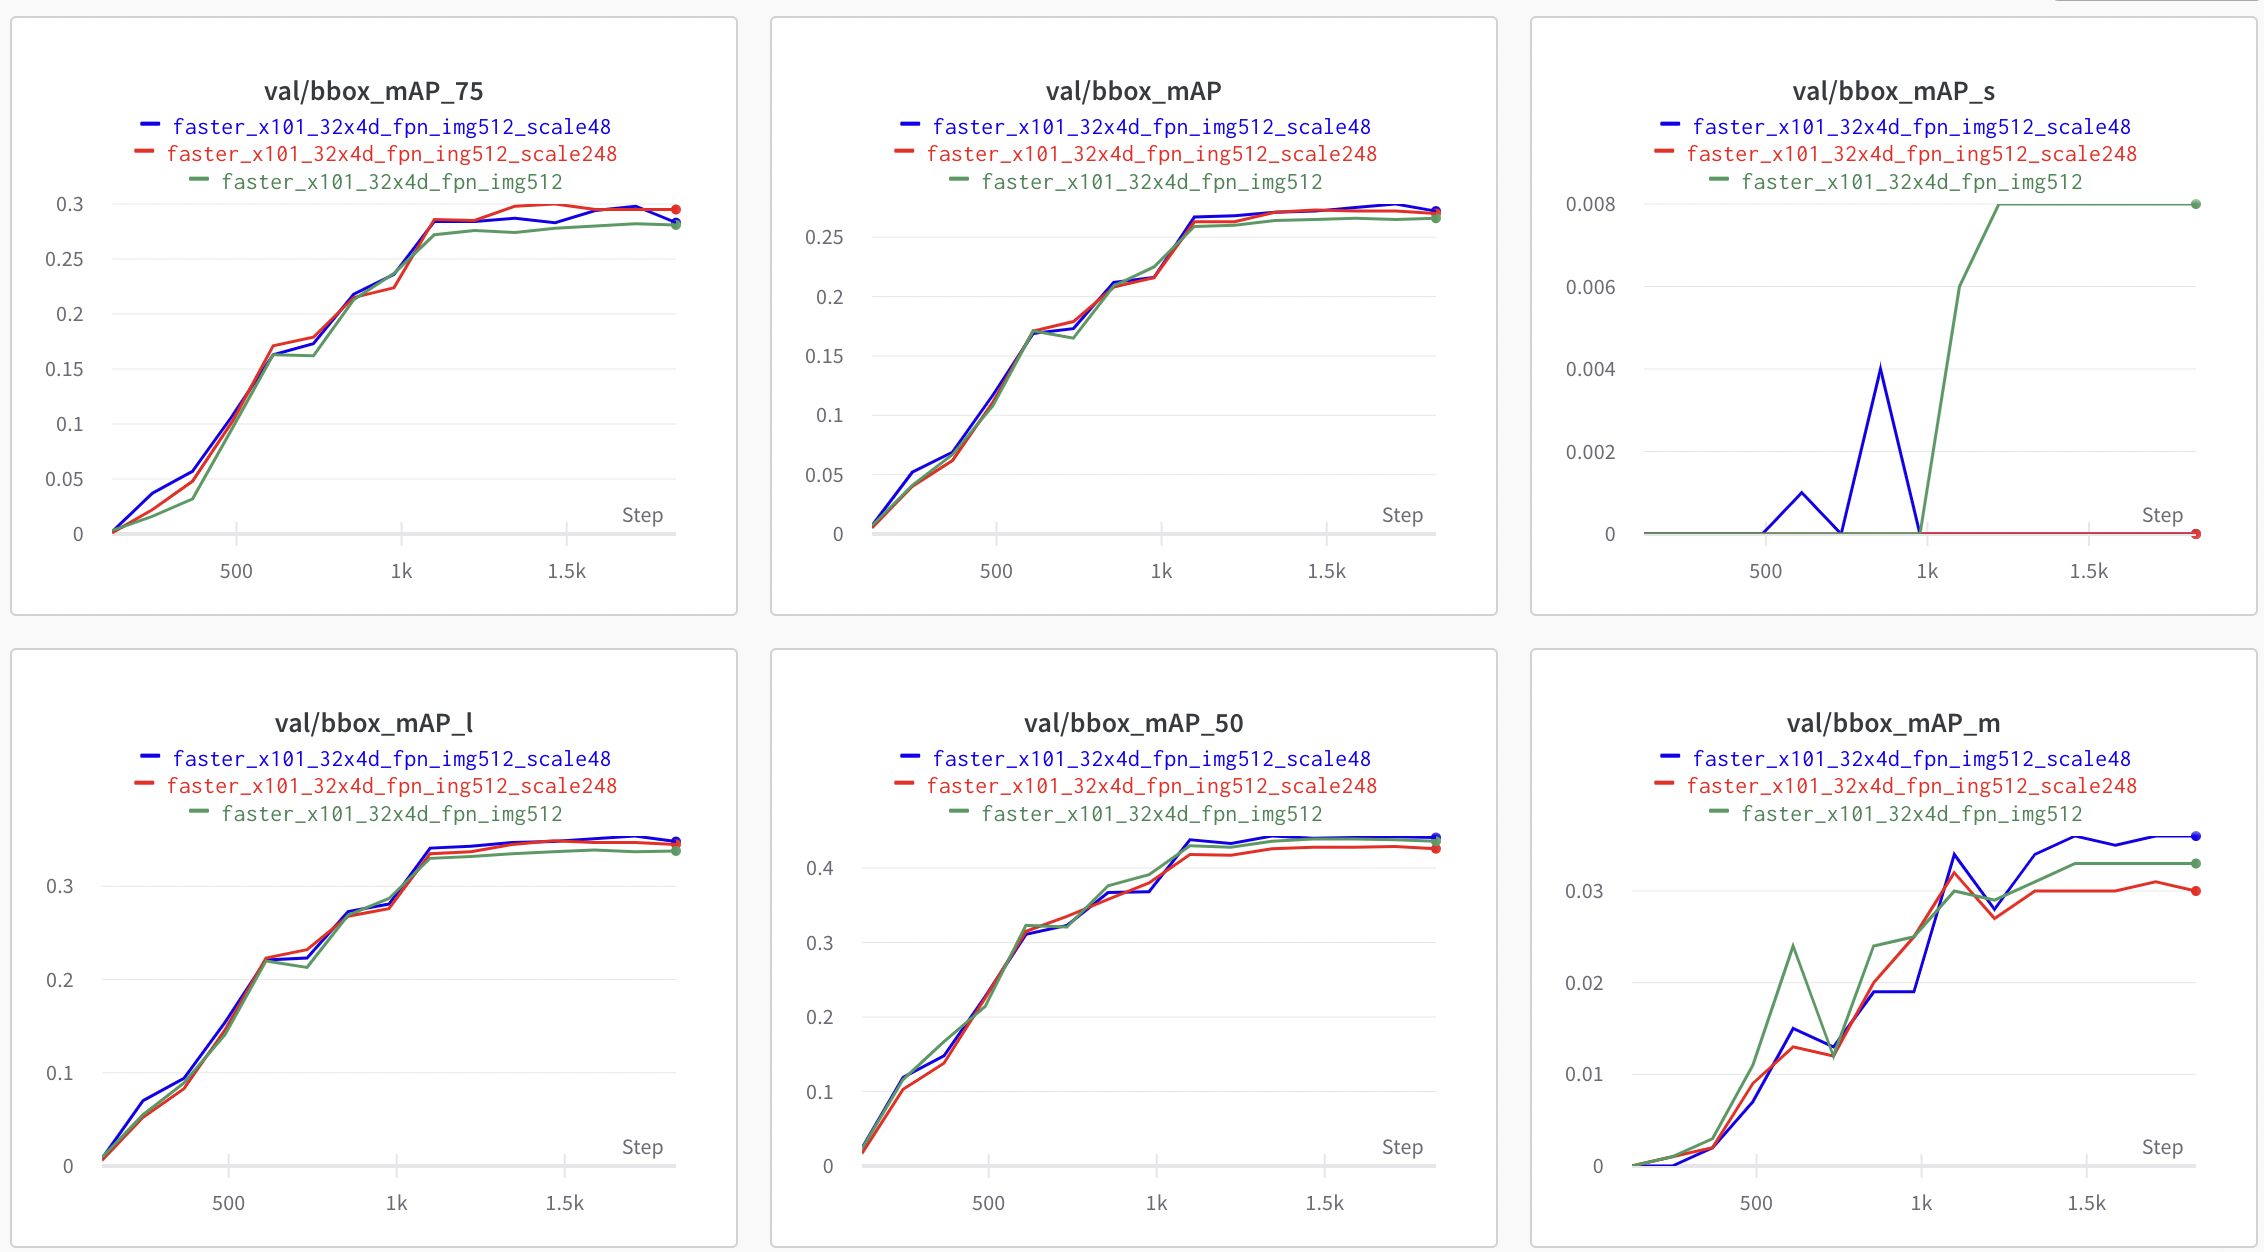 val/bbox_mAP_75
faster_x101_32x4d_fpn_img512_scale48
faster_x101_32x4d_fpn_ing512_scale248
faster_x101_32x4d_fpn_img512
0.3
0.25
0.2
0.15
0.1
0.05
0
Step
500
1k
1.5k
val/bbox_mAP
faster_x101_32x4d_fpn_img512_scale48
faster_x101_32x4d_fpn_ing512_scale248
faster_x101_32x4d_fpn_img512
0.25
0.2
0.15
0.1
0.05
0
Step
500
1k
1.5k
val/bbox_mAP_s
faster_x101_32x4d_fpn_img512_scale48
faster_x101_32x4d_fpn_ing512_scale248
faster_x101_32x4d_fpn_img512
0.008
0.006
0.004
0.002
0
Step
500
1k
1.5k
val/bbox_mAP_l
faster_x101_32x4d_fpn_img512_scale48
faster_x101_32x4d_fpn_ing512_scale248
faster_x101_32x4d_fpn_img512
0.3
0.2
0.1
0
Step
500
1k
1.5k
val/bbox_mAP_50
faster_x101_32x4d_fpn_img512_scale48
faster_x101_32x4d_fpn_ing512_scale248
faster_x101_32x4d_fpn_img512
0.4
0.3
0.2
0.1
0
Step
500
1k
1.5k
val/bbox_mAP_m
faster_x101_32x4d_fpn_img512_scale48
faster_x101_32x4d_fpn_ing512_scale248
faster_x101_32x4d_fpn_img512
0.03
0.02
0.01
0
Step
500
1k
1.5k